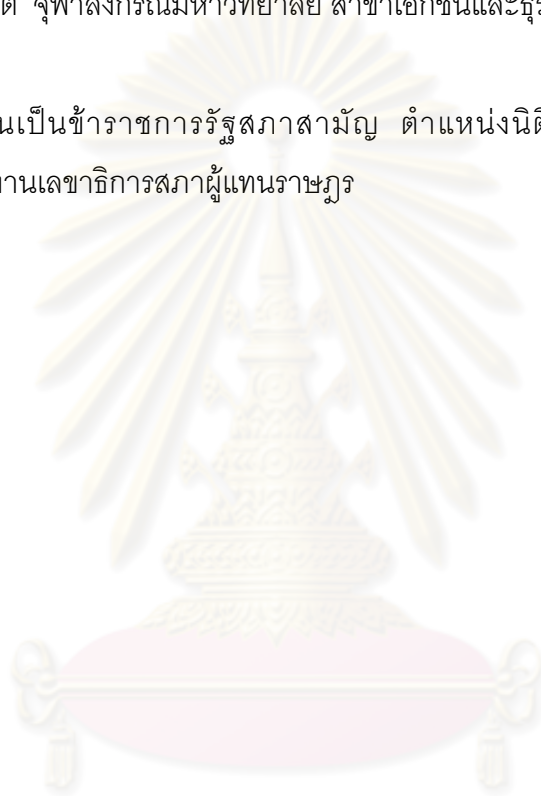 จุฬาลงกรณ์มหาวิทยาลัย สาขาเอกชนและธุร
นเป็นข้าราชการรัฐสภาสามัญ ตำแหน่งนิติ
านเลขาธิการสภาผู้แทนราษฎร